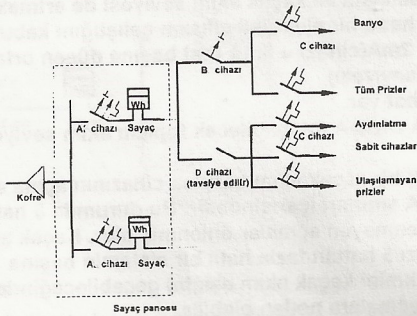 Banyo
C cihazı
B. cihazı
Tüm Prizler
Wh
A. cihazı Sayaç
Aydınlatma
C cihazı
Sabit cihazlar
D cihazı
(tavsiye edilir)
Ulaşılamayan
prizler
Kofre
Wh
A. cihazı Sayaç
Sayaç panosu